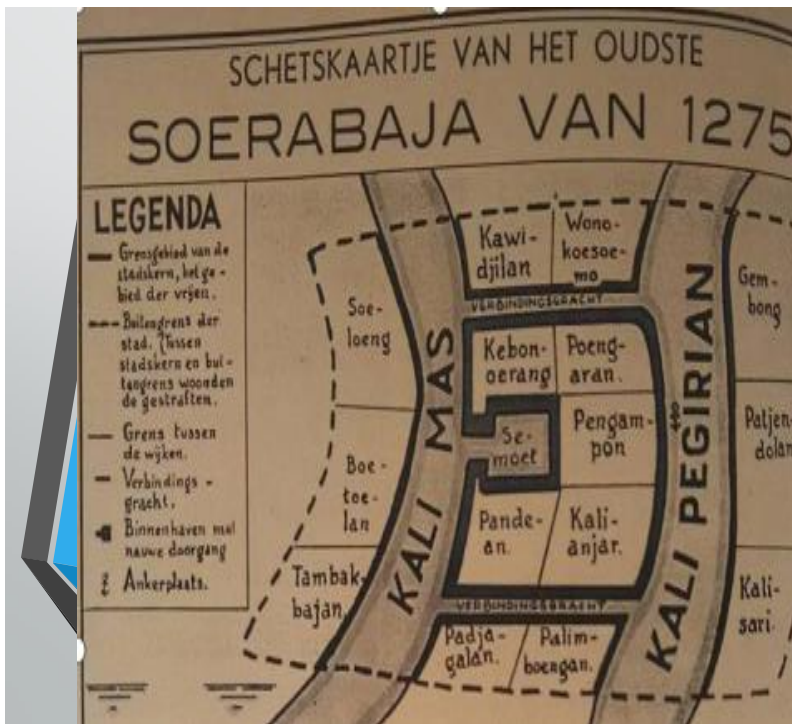 SCHETSKAARTJE VAN HET OUDSTE
SOERABAJA VAN 1275
LEGENDA
Grensgebied van de
stadskern, het ge-
bied der vrijen.
Buitengrens der
stad. (Tussen
stadskern en bui-
tengrens woonden
de gestraften.
Grens tussen
de wijken.
Verbindings-
gracht.
Binnenhaven met
nauwe doorgang
Ankerplaats.
Soe-
loeng
Boe-
toe-
lan
Tambak-
bajan
KALI MAS
Kawi-
djilan
Wono-
koesoe-
mo
VERBINDINGSGRACHT
Kebon-
oerang
Poeng-
aran.
Se-
moet
Pengam-
pon
Pande-
an.
Kali-
anjar.
VERBINDINGSGRACHT
Padja-
galan.
Palim-
boengan.
KALI PEGIRIAN
Gem-
bong
Patjen-
dolan
Kali-
sari.